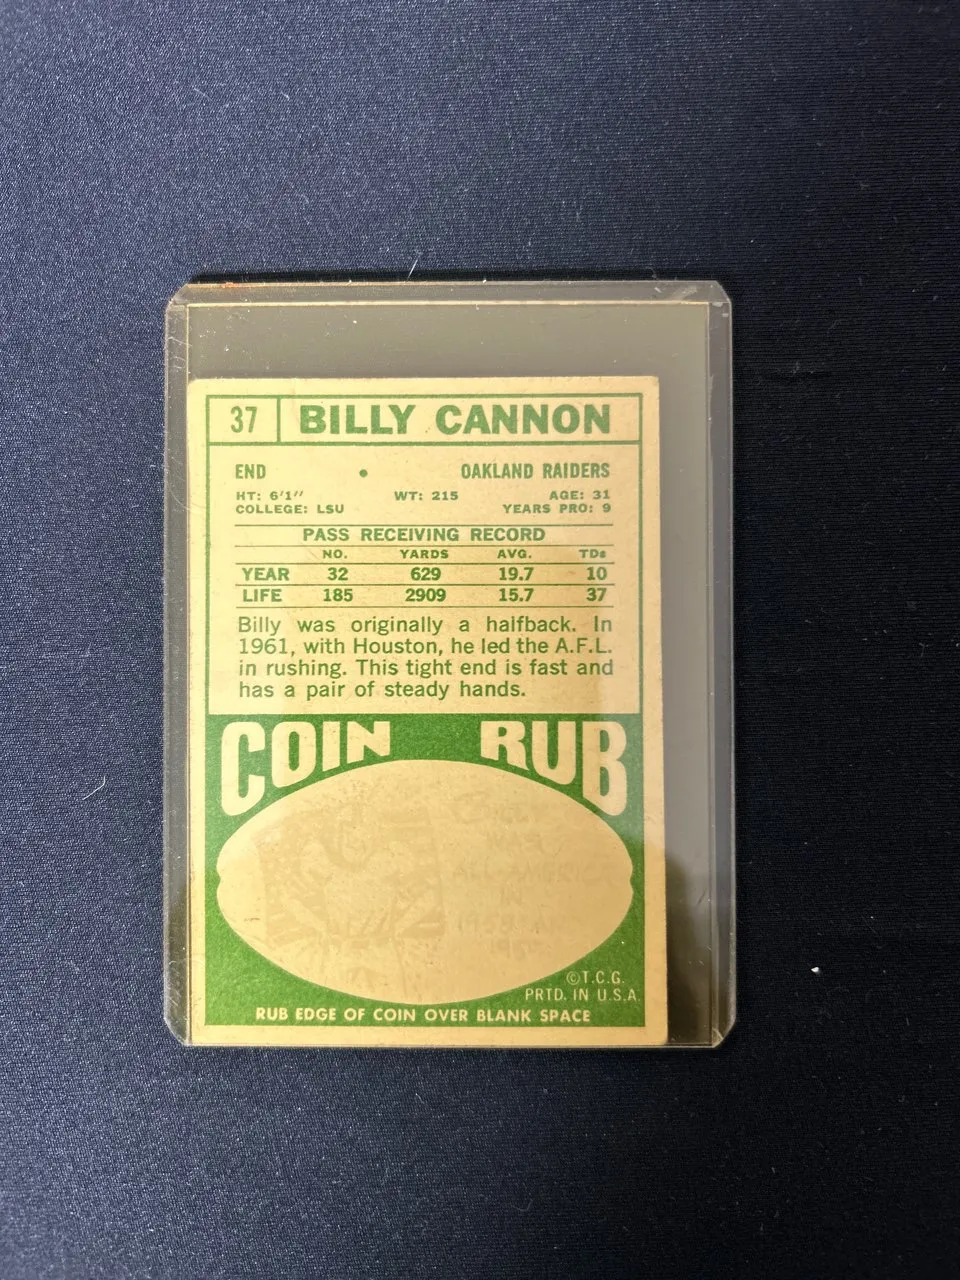 37 BILLY CANNON
END • OAKLAND RAIDERS
HT: 6'1" WT: 215 AGE: 31
COLLEGE: LSU YEARS PRO: 9
PASS RECEIVING RECORD
NO. YARDS AVG. TDs
YEAR 32 629 19.7 10
LIFE 185 2909 15.7 37
Billy was originally a halfback. In
1961, with Houston, he led the A.F.L.
in rushing. This tight end is fast and
has a pair of steady hands.
COIN RUB
ALL-AMERICA
IN
©T.C.G.
PRTD. IN U.S.A.
RUB EDGE OF COIN OVER BLANK SPACE